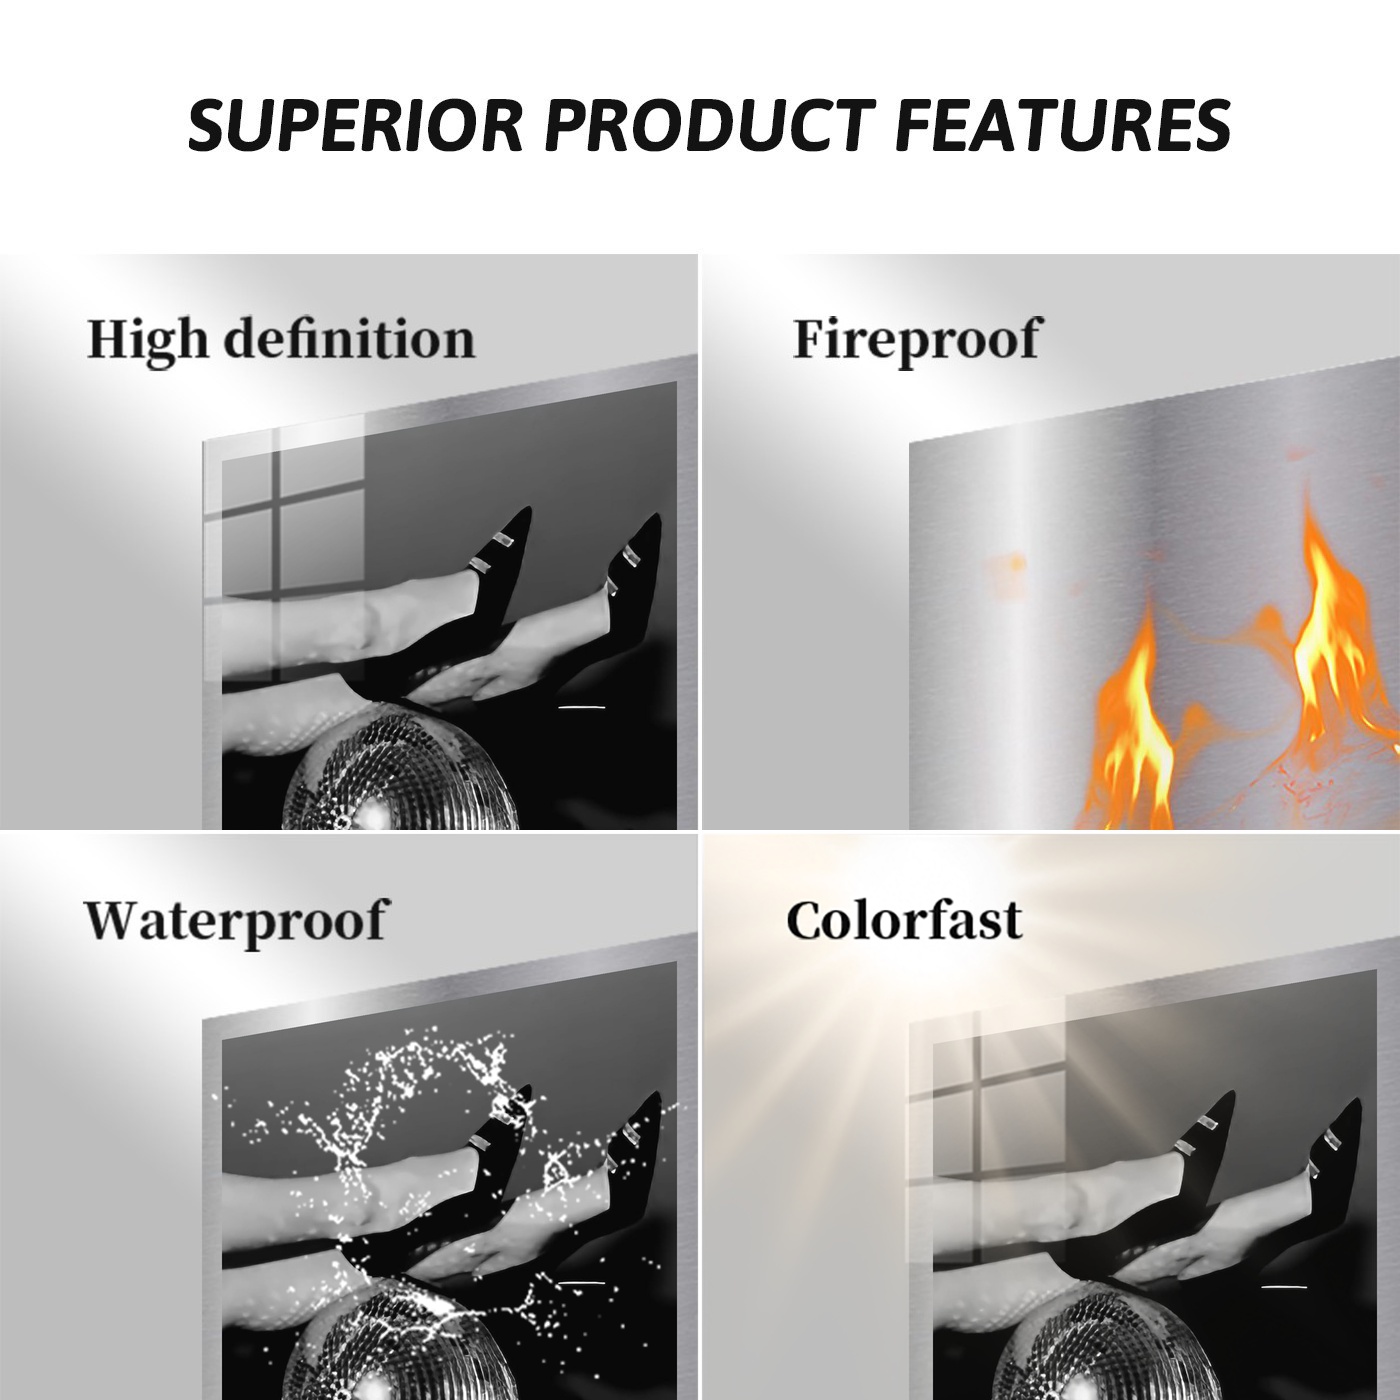 SUPERIOR PRODUCT FEATURES
High definition
Fireproof
Waterproof
Colorfast